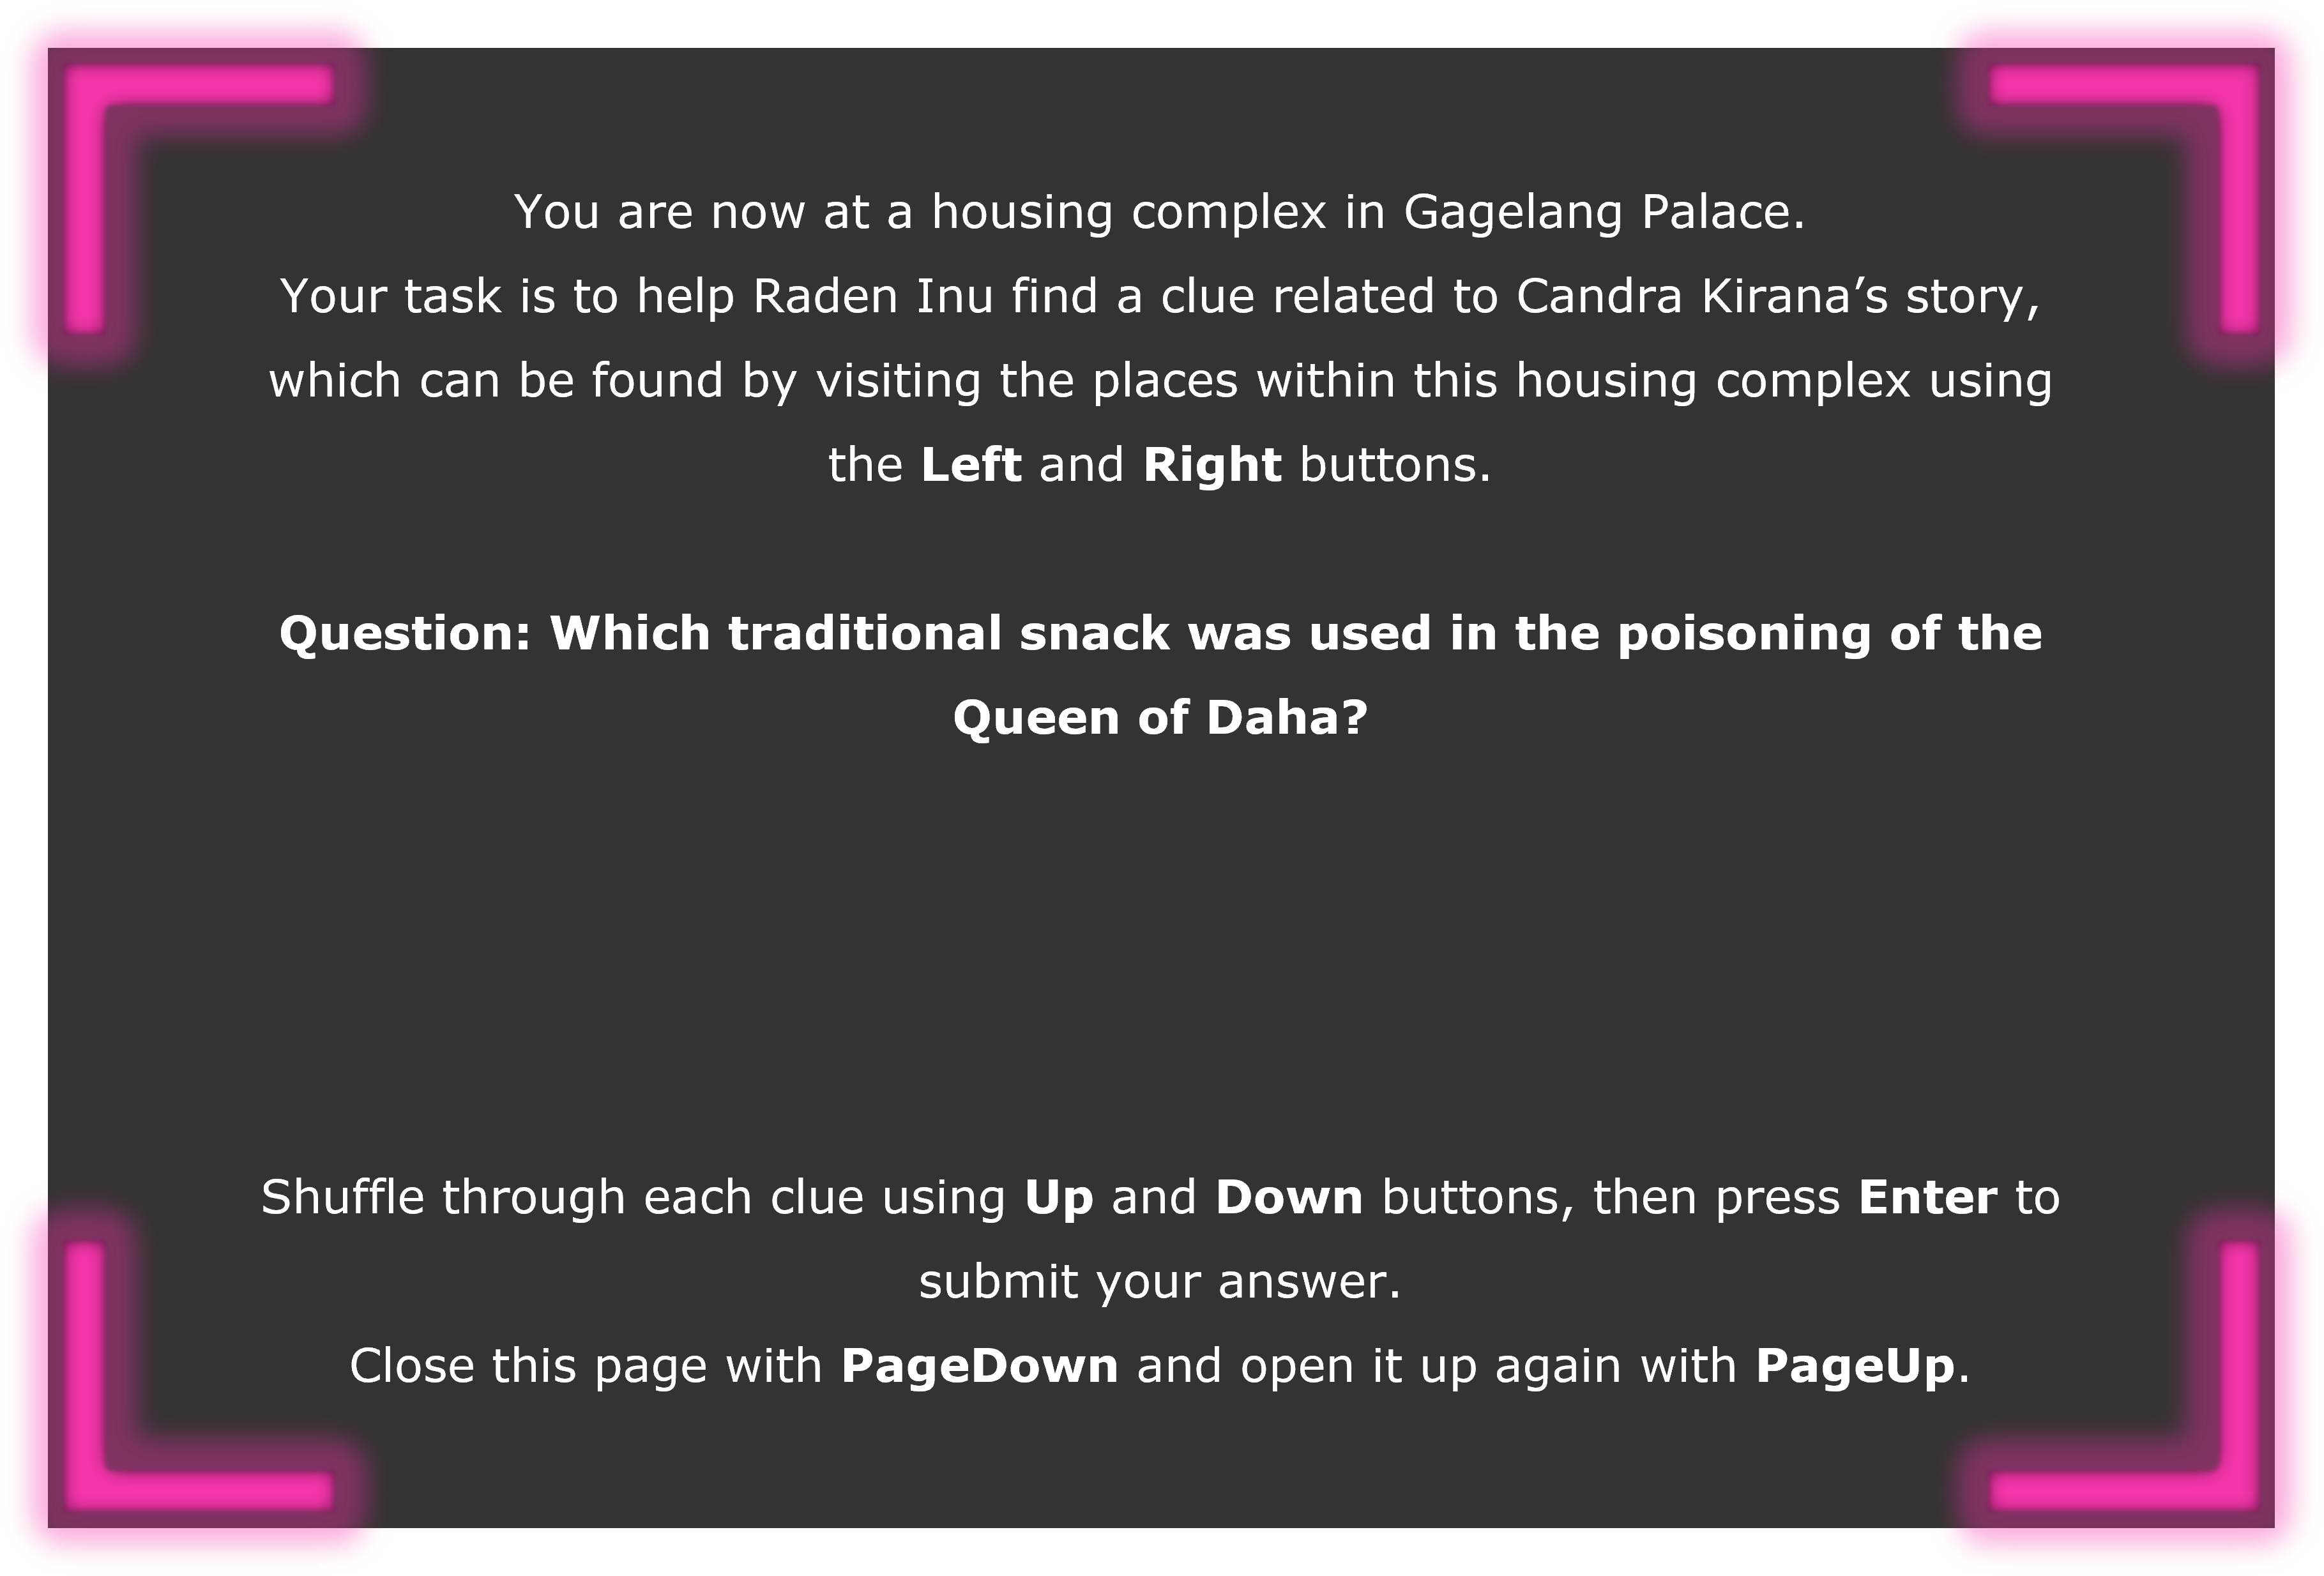 You are now at a housing complex in Gagelang Palace.
Your task is to help Raden Inu find a clue related to Candra Kirana’s story,
which can be found by visiting the places within this housing complex using
the Left and Right buttons.
Question: Which traditional snack was used in the poisoning of the
Queen of Daha?
Shuffle through each clue using Up and Down buttons, then press Enter to
submit your answer.
Close this page with PageDown and open it up again with PageUp.